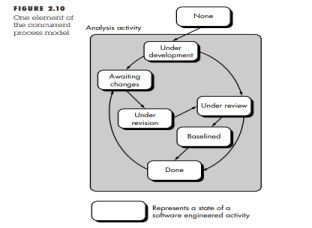 FIGURE 2.10
One element of
the concurrent
process model
None
Analysis activity
Under
development
Awaiting
changes
Under review
Under
revision
Baselined
Done
Represents a state of a
software engineered activity